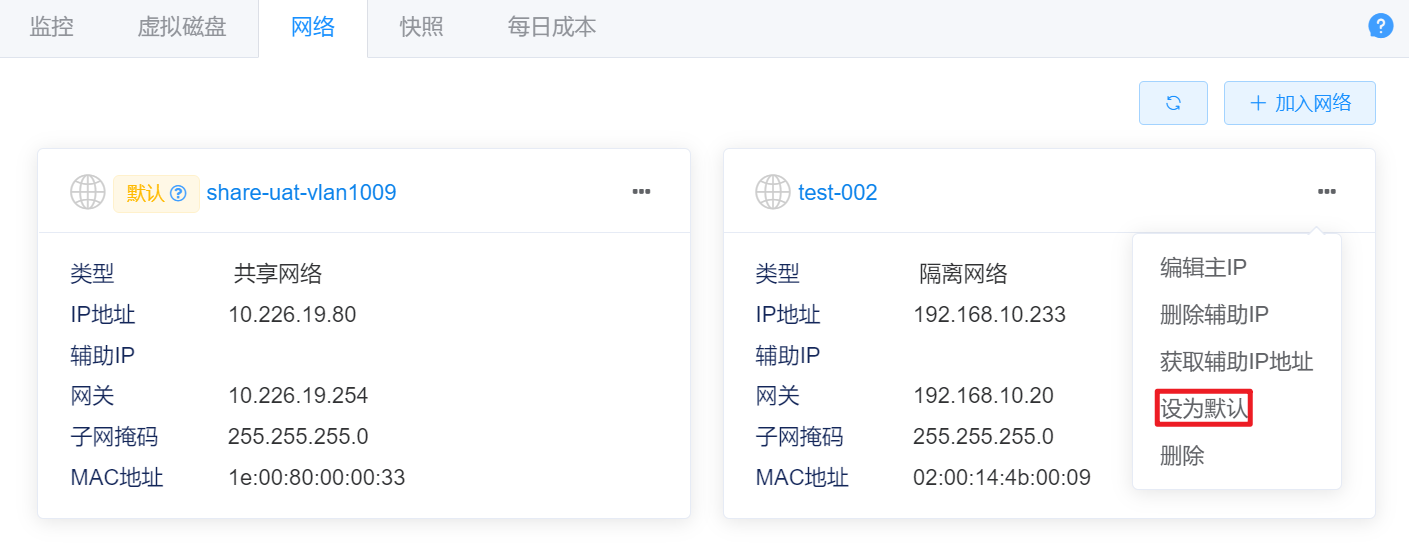 监控 虚拟磁盘 网络 快照 每日成本
加入网络
默认 share-uat-vlan1009
类型 共享网络
IP地址 10.226.19.80
辅助IP
网关 10.226.19.254
子网掩码 255.255.255.0
MAC地址 1e:00:80:00:00:33
test-002
类型 隔离网络
IP地址 192.168.10.233
辅助IP
网关 192.168.10.20
子网掩码 255.255.255.0
MAC地址 02:00:14:4b:00:09
编辑主IP
删除辅助IP
获取辅助IP地址
设为默认
删除